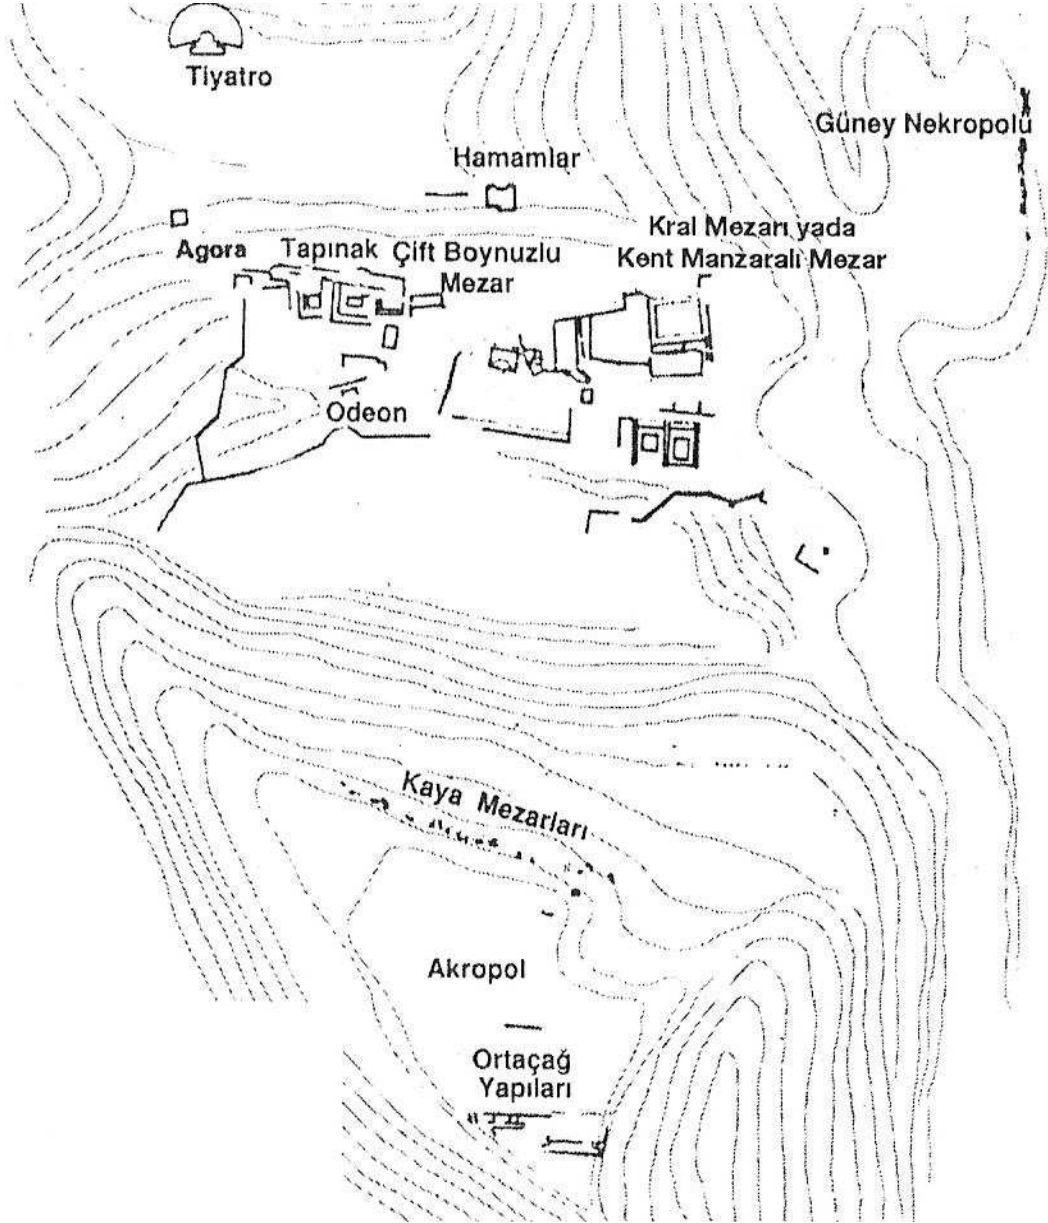 Tiyatro
Güney Nekropolü
Hamamlar
Kral Mezarı yada
Kent Manzaralı Mezar
Agora
Tapınak
Çift Boynuzlu
Mezar
Odeon
Kaya Mezarları
Akropol
Ortaçağ
Yapıları